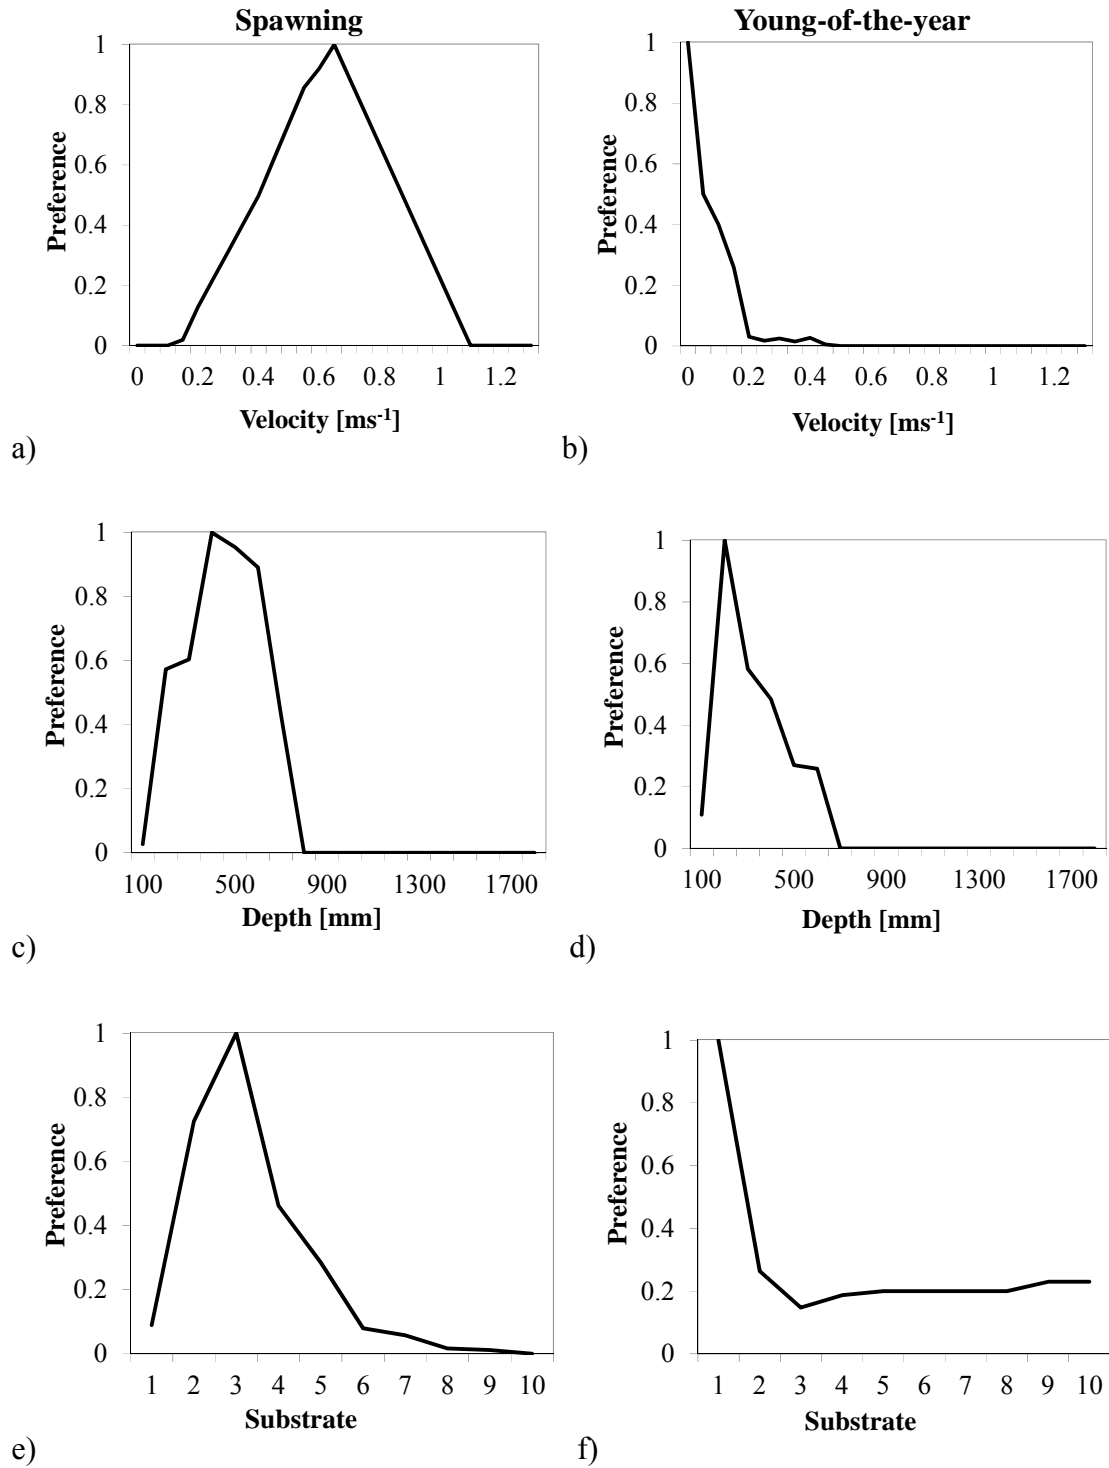 Spawning
Young-of-the-year
1
0.8
0.6
0.4
0.2
0
Preference
0 0.2 0.4 0.6 0.8 1 1.2
Velocity [ms-1]
a)
1
0.8
0.6
0.4
0.2
0
Preference
0 0.2 0.4 0.6 0.8 1 1.2
Velocity [ms-1]
b)
1
0.8
0.6
0.4
0.2
0
Preference
100 500 900 1300 1700
Depth [mm]
c)
1
0.8
0.6
0.4
0.2
0
Preference
100 500 900 1300 1700
Depth [mm]
d)
1
0.8
0.6
0.4
0.2
0
Preference
1 2 3 4 5 6 7 8 9 10
Substrate
e)
1
0.8
0.6
0.4
0.2
0
Preference
1 2 3 4 5 6 7 8 9 10
Substrate
f)